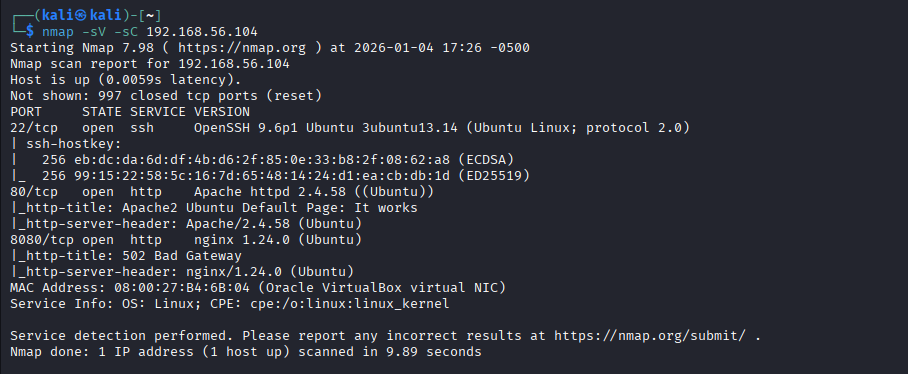 ┌──(kali㉿kali)-[~]
└─$ nmap -sV -sC 192.168.56.104
Starting Nmap 7.98 ( https://nmap.org ) at 2026-01-04 17:26 -0500
Nmap scan report for 192.168.56.104
Host is up (0.0059s latency).
Not shown: 997 closed tcp ports (reset)
PORT     STATE SERVICE VERSION
22/tcp   open  ssh     OpenSSH 9.6p1 Ubuntu 3ubuntu13.14 (Ubuntu Linux; protocol 2.0)
| ssh-hostkey:
|   256 eb:dc:da:6d:df:4b:d6:2f:85:0e:33:b8:2f:08:62:a8 (ECDSA)
|_  256 99:15:22:58:5c:16:7d:65:48:14:24:d1:ea:cb:db:1d (ED25519)
80/tcp   open  http    Apache httpd 2.4.58 ((Ubuntu))
|_http-title: Apache2 Ubuntu Default Page: It works
|_http-server-header: Apache/2.4.58 (Ubuntu)
8080/tcp open  http    nginx 1.24.0 (Ubuntu)
|_http-title: 502 Bad Gateway
|_http-server-header: nginx/1.24.0 (Ubuntu)
MAC Address: 08:00:27:B4:6B:04 (Oracle VirtualBox virtual NIC)
Service Info: OS: Linux; CPE: cpe:/o:linux:linux_kernel

Service detection performed. Please report any incorrect results at https://nmap.org/submit/ .
Nmap done: 1 IP address (1 host up) scanned in 9.89 seconds